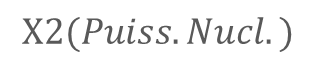 X2(Puiss. Nucl. )